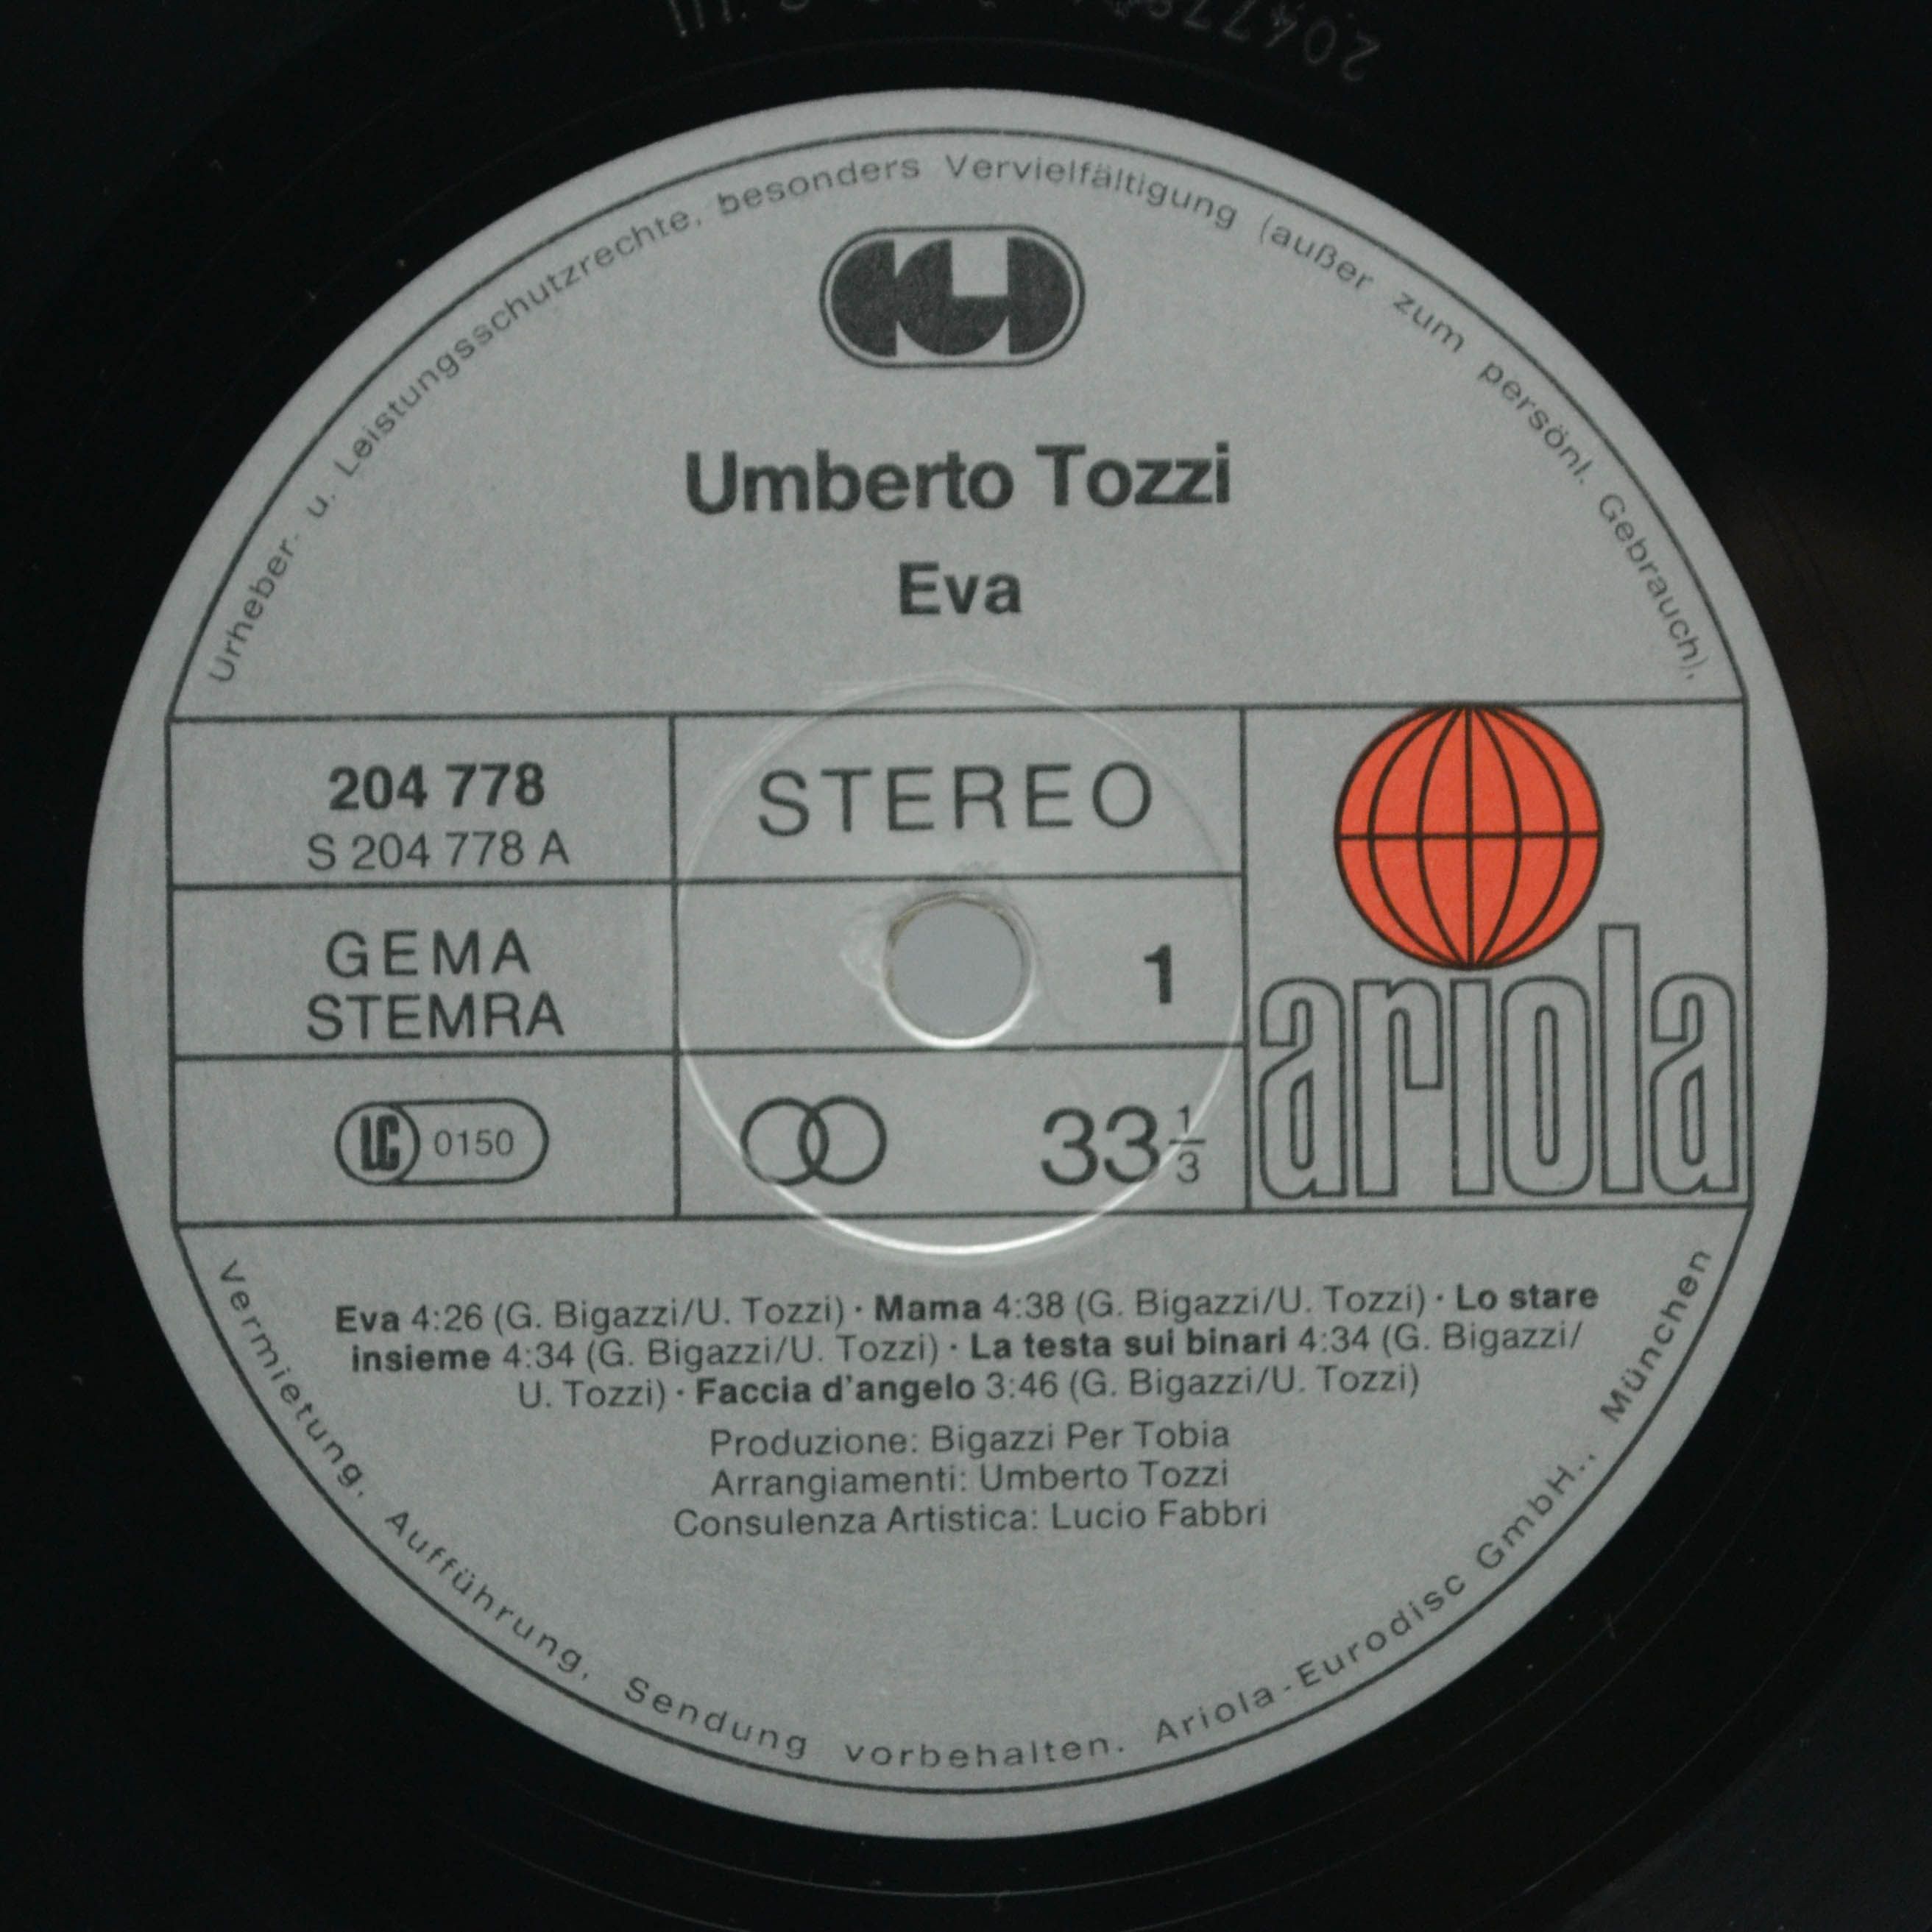 204778
Urheber- u. Leistungsschutzrechte, besonders Vervielfältigung (außer zum persönl. Gebrauch),
Umberto Tozzi
Eva
204 778
S 204 778 A
STEREO
GEMA
STEMRA
1
LC 0150
33 1/3
ariola
Eva 4:26 (G. Bigazzi/U. Tozzi) · Mama 4:38 (G. Bigazzi/U. Tozzi) · Lo stare
insieme 4:34 (G. Bigazzi/U. Tozzi) · La testa sui binari 4:34 (G. Bigazzi/
U. Tozzi) · Faccia d'angelo 3:46 (G. Bigazzi/U. Tozzi)
Produzione: Bigazzi Per Tobia
Arrangiamenti: Umberto Tozzi
Consulenza Artistica: Lucio Fabbri
Vermietung, Aufführung, Sendung vorbehalten. Ariola-Eurodisc GmbH., München